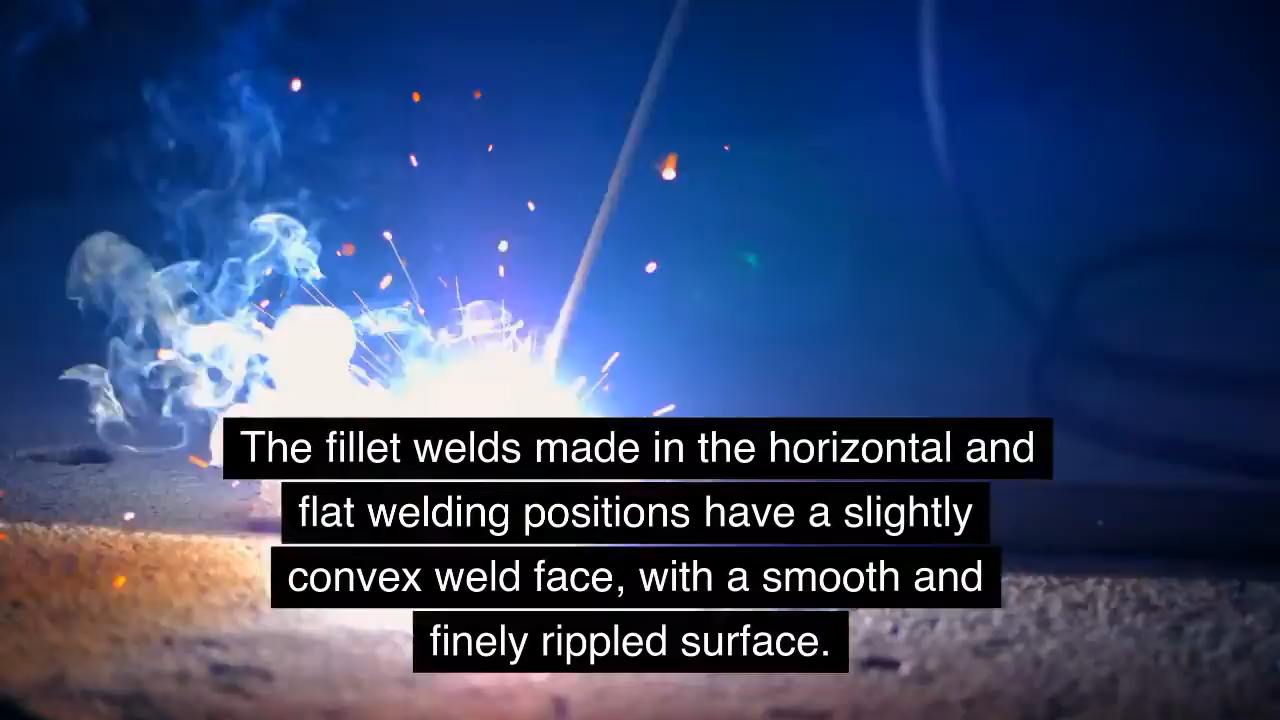 The fillet welds made in the horizontal and
flat welding positions have a slightly
convex weld face, with a smooth and
finely rippled surface.